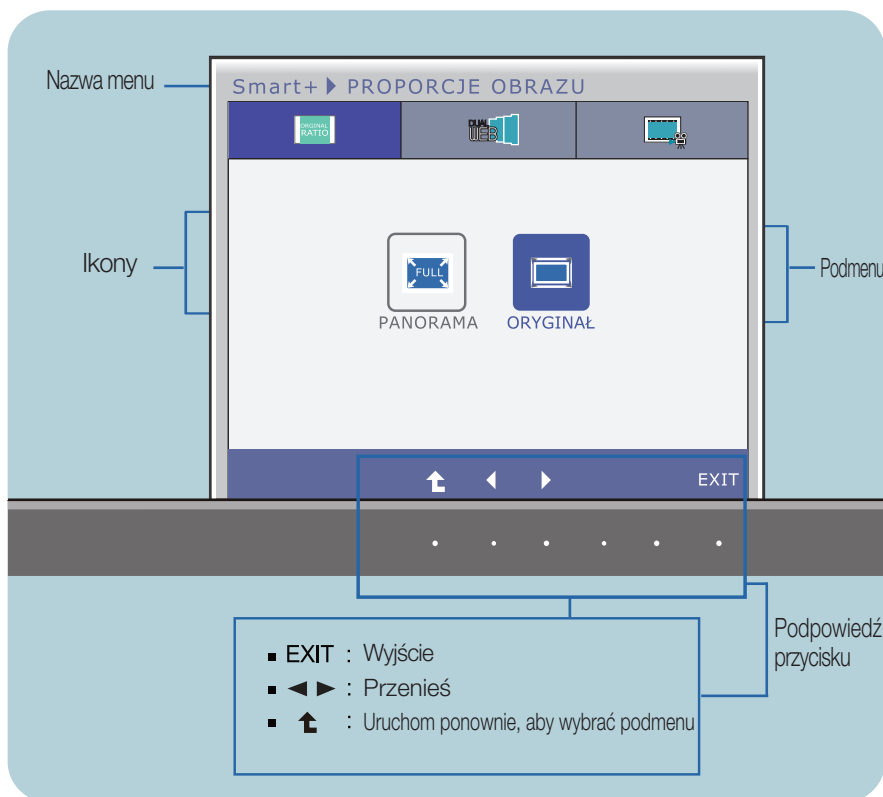 Nazwa menu
Smart+ PROPORCJE OBRAZU
ORIGINAL
RATIO
DUAL
WEB
Ikony
Podmenu
FULL
PANORAMA
ORYGINAŁ
EXIT
Podpowiedź
przycisku
▪ EXIT : Wyjście
▪ ◄ ► : Przenieś
▪ : Uruchom ponownie, aby wybrać podmenu